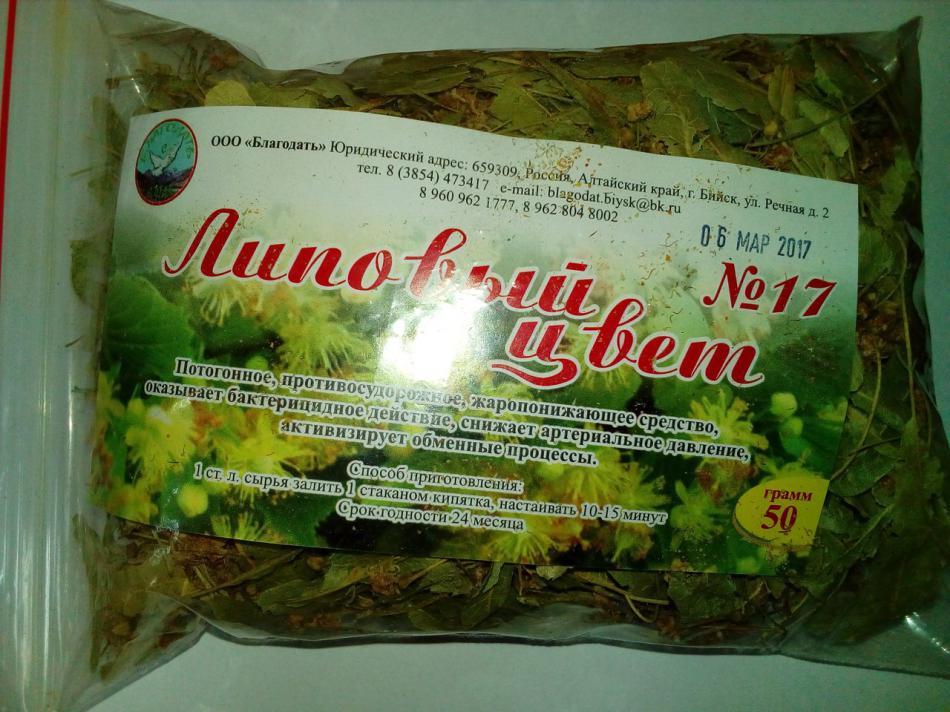 БЛАГОДАТЬ
ООО «Благодать» Юридический адрес: 659309, Россия, Алтайский край, г. Бийск, ул. Речная д. 2
тел. 8 (3854) 473417 e-mail: blagodat.biysk@bk.ru
8 960 962 1777, 8 962 804 8002
06 МАР 2017
Липовый
цвет
№17
Потогонное, противосудорожное, жаропонижающее средство,
оказывает бактерицидное действие, снижает артериальное давление,
активизирует обменные процессы.
Способ приготовления:
1 ст. л. сырья залить 1 стаканом кипятка, настаивать 10-15 минут
Срок годности 24 месяца
грамм
50